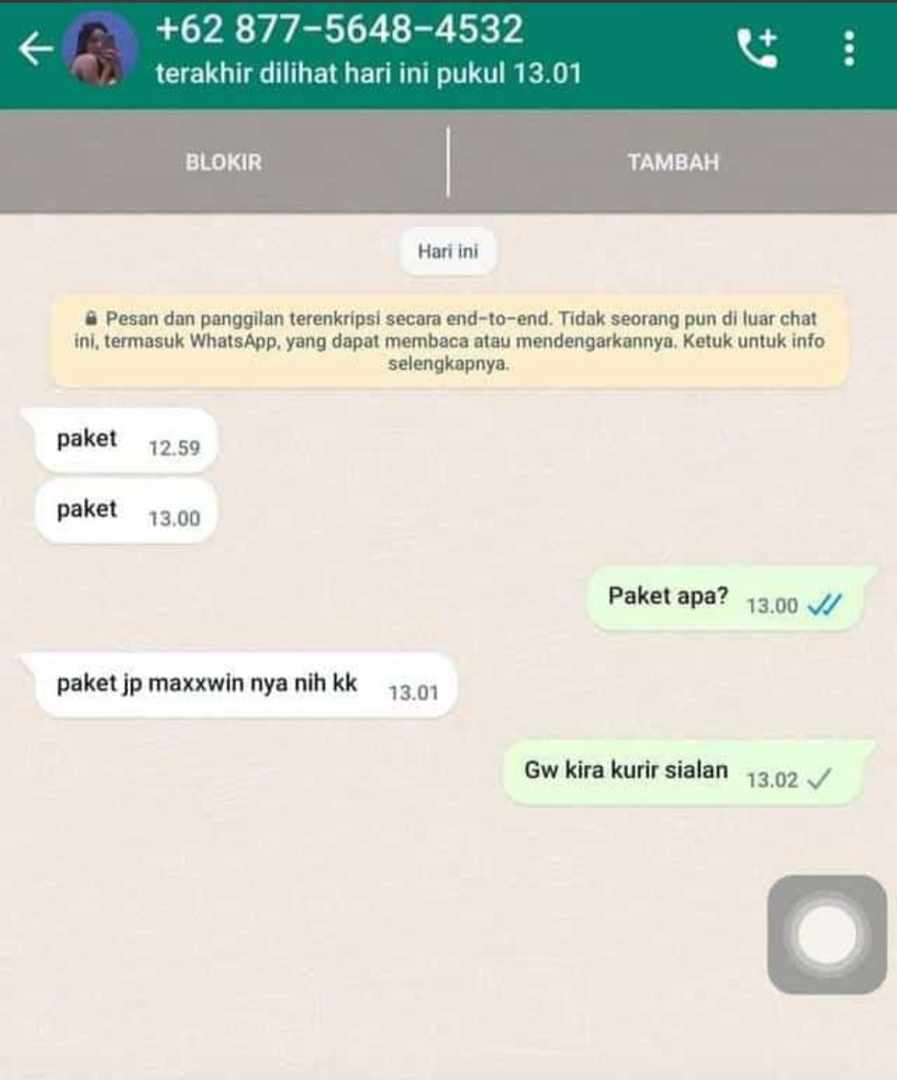 +62 877-5648-4532
terakhir dilihat hari ini pukul 13.01
BLOKIR
TAMBAH
Hari ini
Pesan dan panggilan terenkripsi secara end-to-end. Tidak seorang pun di luar chat
ini, termasuk WhatsApp, yang dapat membaca atau mendengarkannya. Ketuk untuk info
selengkapnya.
paket 12.59
paket 13.00
Paket apa? 13.00
paket jp maxxwin nya nih kk 13.01
Gw kira kurir sialan 13.02